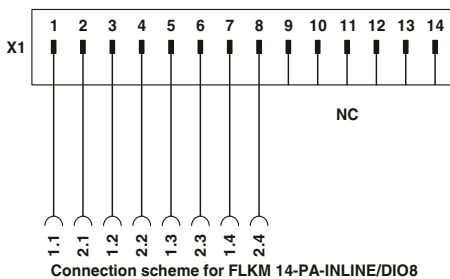 1 2 3 4 5 6 7 8 9 10 11 12 13 14
X1
NC
1.1 2.1 1.2 2.2 1.3 2.3 1.4 2.4
Connection scheme for FLKM 14-PA-INLINE/DIO8